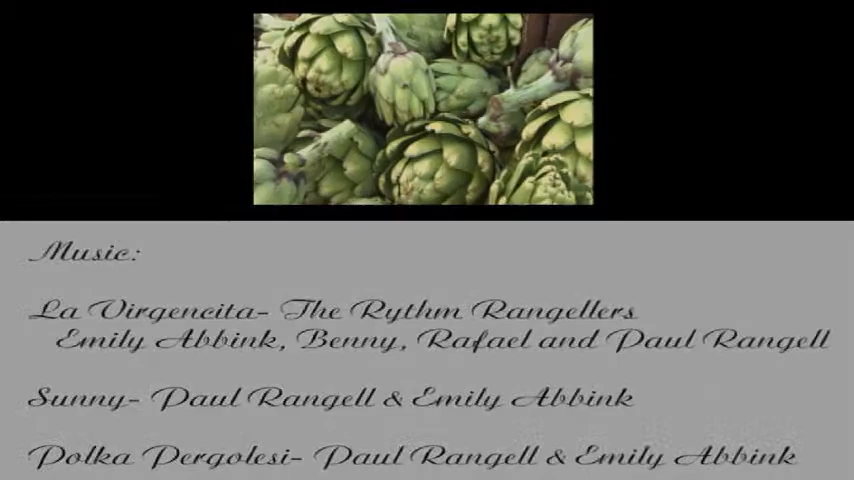 Music:
La Virgencita- The Rythm Rangellers
Emily Abbink, Benny, Rafael and Paul Rangell
Sunny- Paul Rangell & Emily Abbink
Polka Pergolesi- Paul Rangell & Emily Abbink